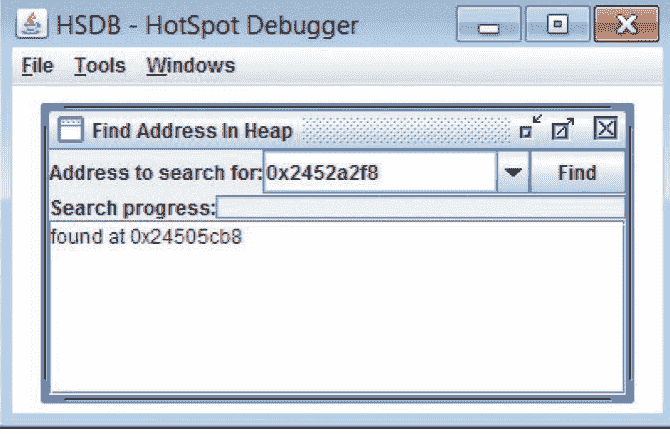 HSDB - HotSpot Debugger
File Tools Windows
Find Address In Heap
Address to search for: 0x2452a2f8 Find
Search progress:
found at 0x24505cb8